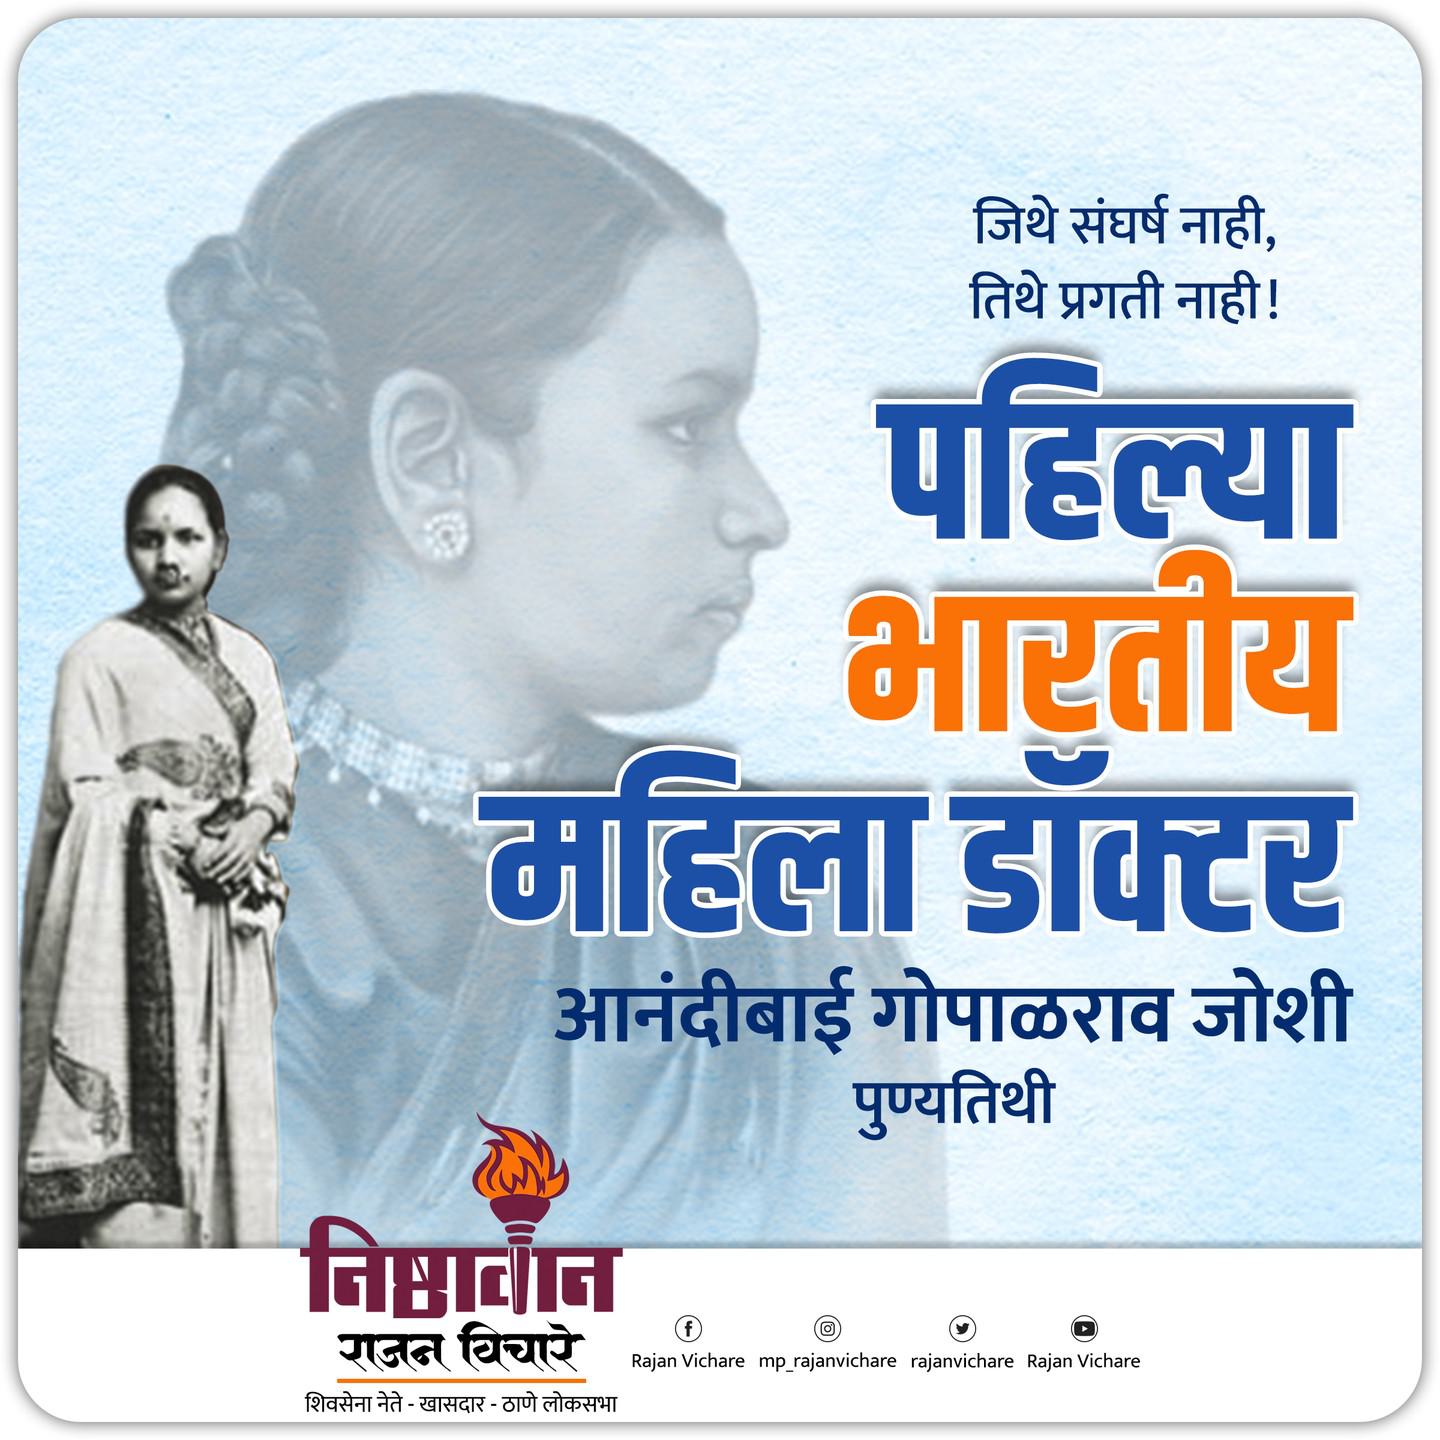 जिथे संघर्ष नाही,
तिथे प्रगती नाही!
पहिल्या
भारतीय
महिला डॉक्टर
आनंदीबाई गोपाळराव जोशी
पुण्यतिथी
निष्ठावान
राजन विचारे
शिवसेना नेते - खासदार - ठाणे लोकसभा
Rajan Vichare mp_rajanvichare rajanvichare Rajan Vichare